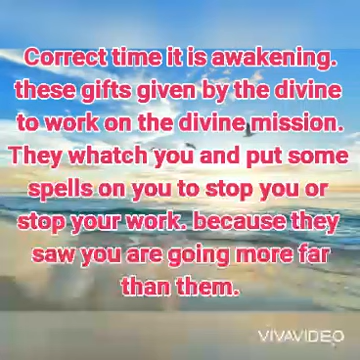 Correct time it is awakening.
these gifts given by the divine
to work on the divine mission.
They whatch you and put some
spells on you to stop you or
stop your work. because they
saw you are going more far
than them.
VIVAVIDEO